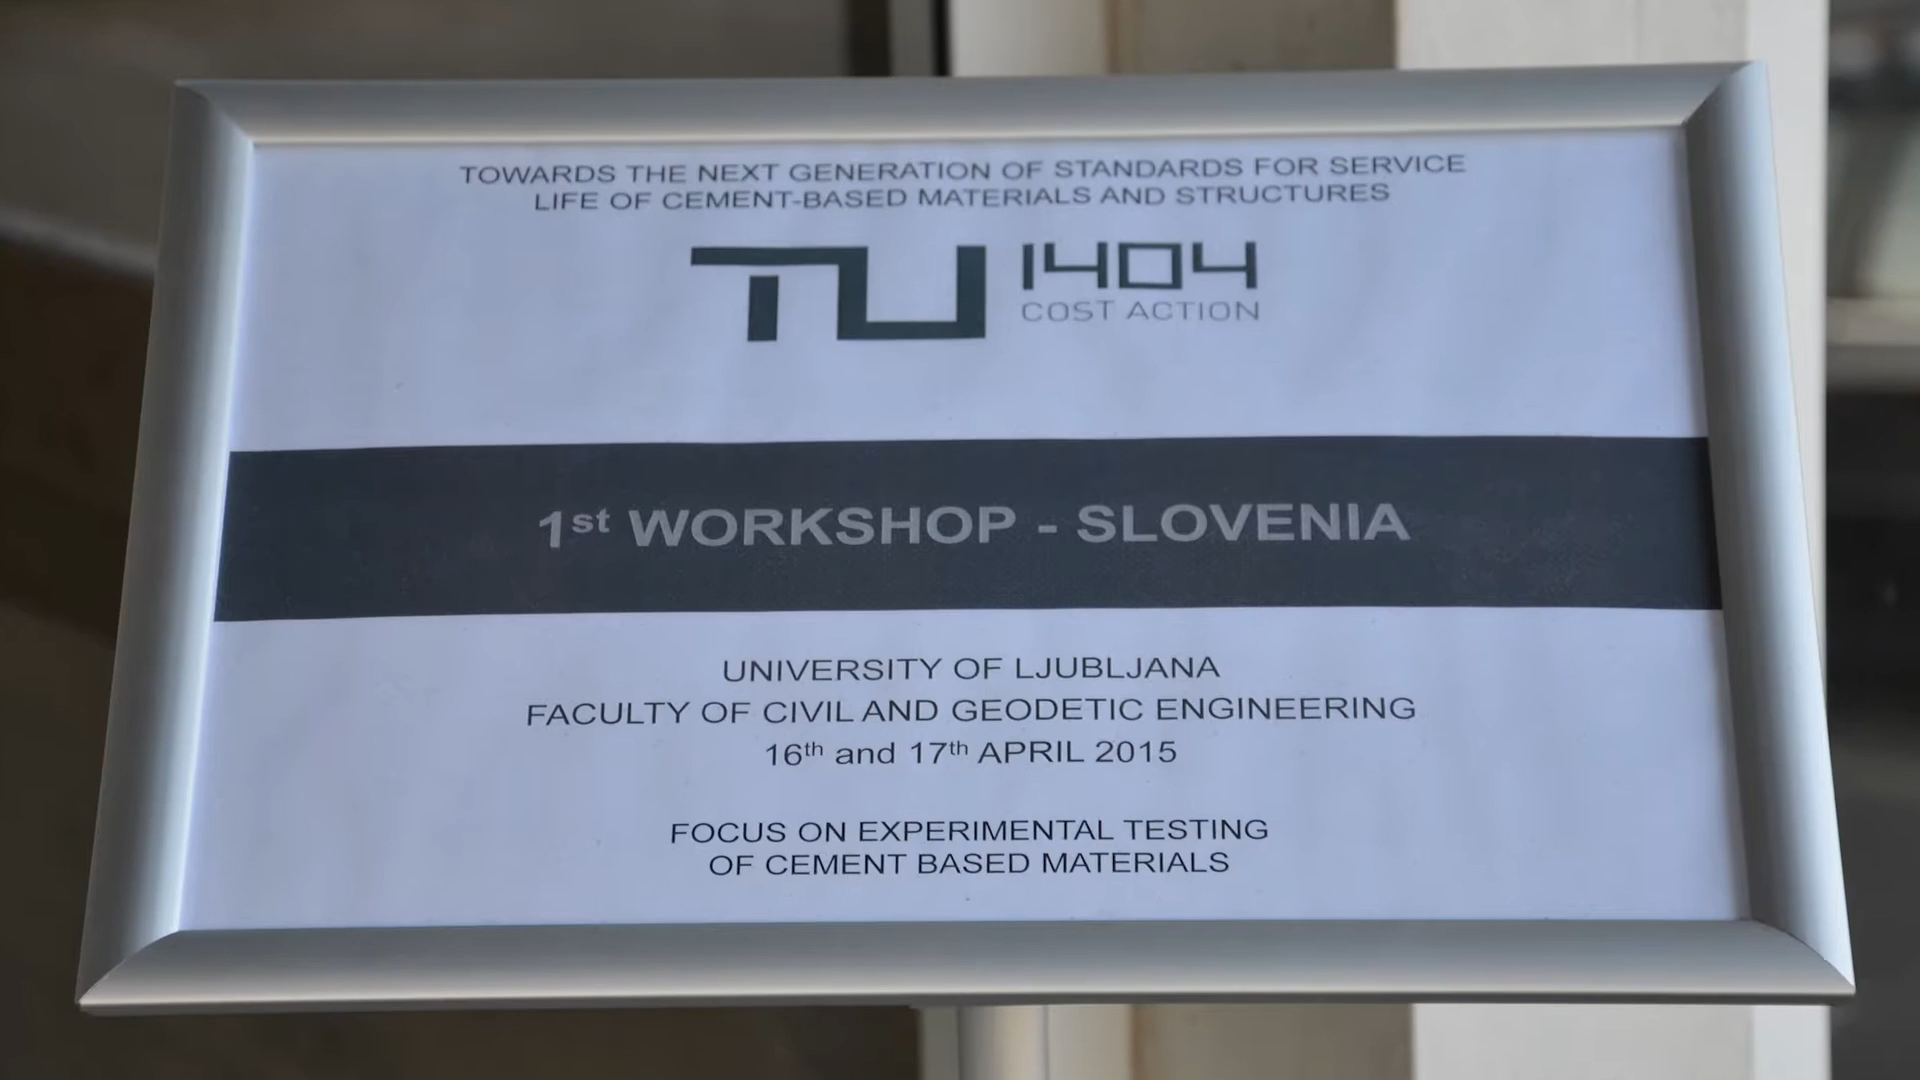 TOWARDS THE NEXT GENERATION OF STANDARDS FOR SERVICE
LIFE OF CEMENT-BASED MATERIALS AND STRUCTURES
TU 1404
COST ACTION
1st WORKSHOP - SLOVENIA
UNIVERSITY OF LJUBLJANA
FACULTY OF CIVIL AND GEODETIC ENGINEERING
16th and 17th APRIL 2015
FOCUS ON EXPERIMENTAL TESTING
OF CEMENT BASED MATERIALS